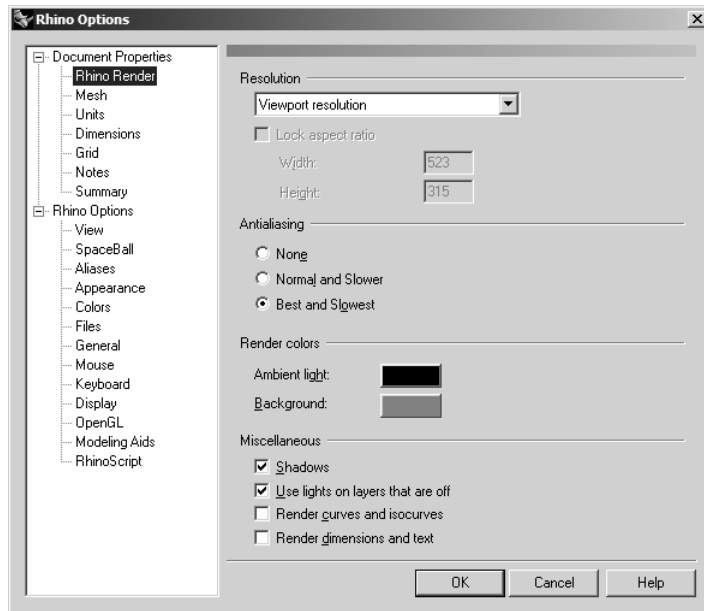 Rhino Options
Document Properties
Rhino Render
Mesh
Units
Dimensions
Grid
Notes
Summary
Rhino Options
View
SpaceBall
Aliases
Appearance
Colors
Files
General
Mouse
Keyboard
Display
OpenGL
Modeling Aids
RhinoScript
Resolution
Viewport resolution
Lock aspect ratio
Width: 523
Height: 315
Antialiasing
None
Normal and Slower
Best and Slowest
Render colors
Ambient light:
Background:
Miscellaneous
Shadows
Use lights on layers that are off
Render curves and isocurves
Render dimensions and text
OK Cancel Help